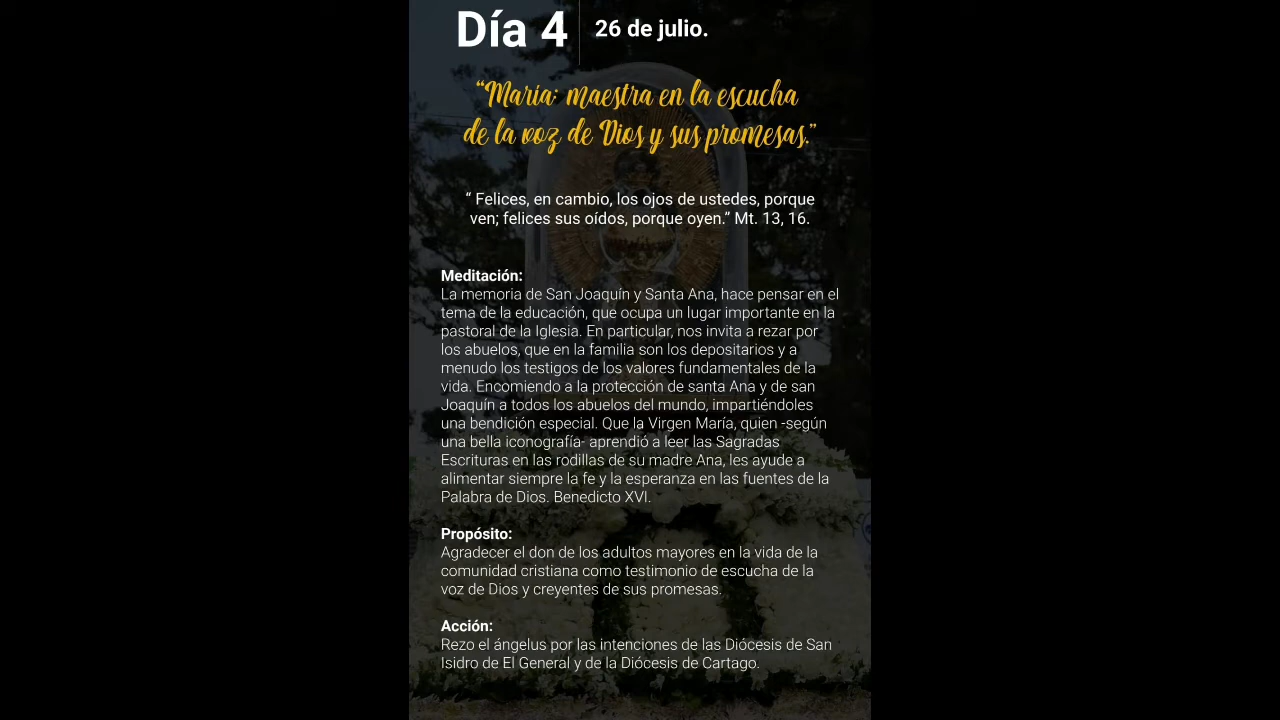 Día 4
26 de julio.
“María: maestra en la escucha
de la voz de Dios y sus promesas.”
“ Felices, en cambio, los ojos de ustedes, porque
ven; felices sus oídos, porque oyen.” Mt. 13, 16.
Meditación:
La memoria de San Joaquín y Santa Ana, hace pensar en el
tema de la educación, que ocupa un lugar importante en la
pastoral de la Iglesia. En particular, nos invita a rezar por
los abuelos, que en la familia son los depositarios y a
menudo los testigos de los valores fundamentales de la
vida. Encomiendo a la protección de santa Ana y de san
Joaquín a todos los abuelos del mundo, impartiéndoles
una bendición especial. Que la Virgen María, quien -según
una bella iconografía- aprendió a leer las Sagradas
Escrituras en las rodillas de su madre Ana, les ayude a
alimentar siempre la fe y la esperanza en las fuentes de la
Palabra de Dios. Benedicto XVI.
Propósito:
Agradecer el don de los adultos mayores en la vida de la
comunidad cristiana como testimonio de escucha de la
voz de Dios y creyentes de sus promesas.
Acción:
Rezo el ángelus por las intenciones de las Diócesis de San
Isidro de El General y de la Diócesis de Cartago.